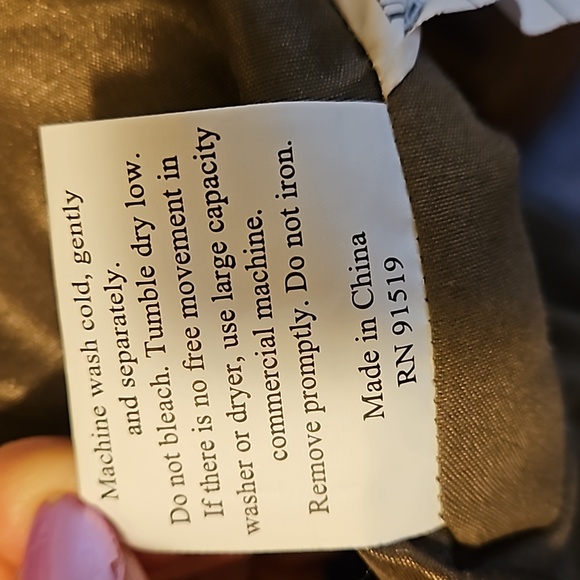 Machine wash cold, gently
and separately.
Do not bleach. Tumble dry low.
If there is no free movement in
washer or dryer, use large capacity
commercial machine.
Remove promptly. Do not iron.
Made in China
RN 91519